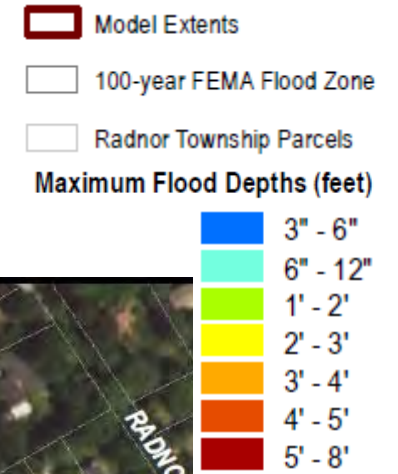 Model Extents
100-year FEMA Flood Zone
Radnor Township Parcels
Maximum Flood Depths (feet)
3" - 6"
6" - 12"
1' - 2'
2' - 3'
3' - 4'
4' - 5'
5' - 8'